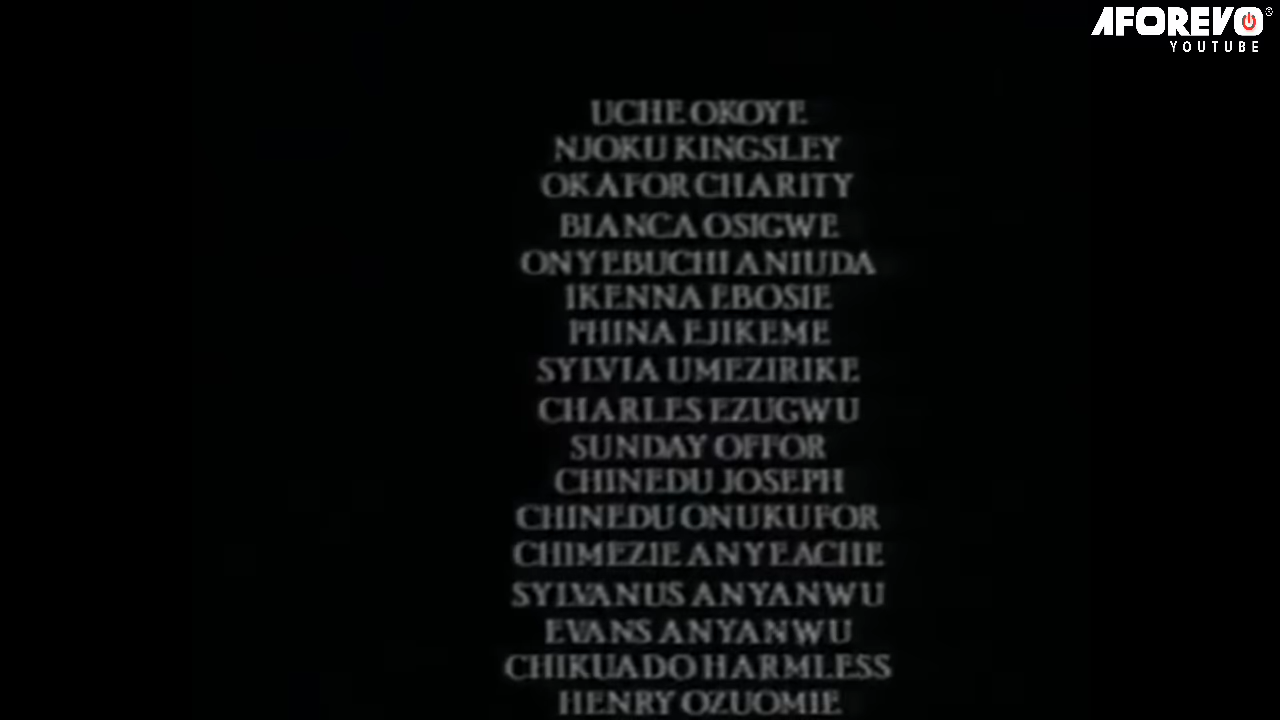 AFOREVO
YOUTUBE
UCHE OKOYE
NJOKU KINGSLEY
OKAFOR CHARITY
BIANCA OSIGWE
ONYEBUCHI ANIUDA
IKENNA EBOSIE
PHINA EJIKEME
SYLVIA UMEZIRIKE
CHARLES EZUGWU
SUNDAY OFFOR
CHINEDU JOSEPH
CHINEDU ONUKUFOR
CHIMEZIE ANYEACHE
SYLVANUS ANYANWU
EVANS ANYANWU
CHIKUADO HARMLESS
HENRY OZUOMIE